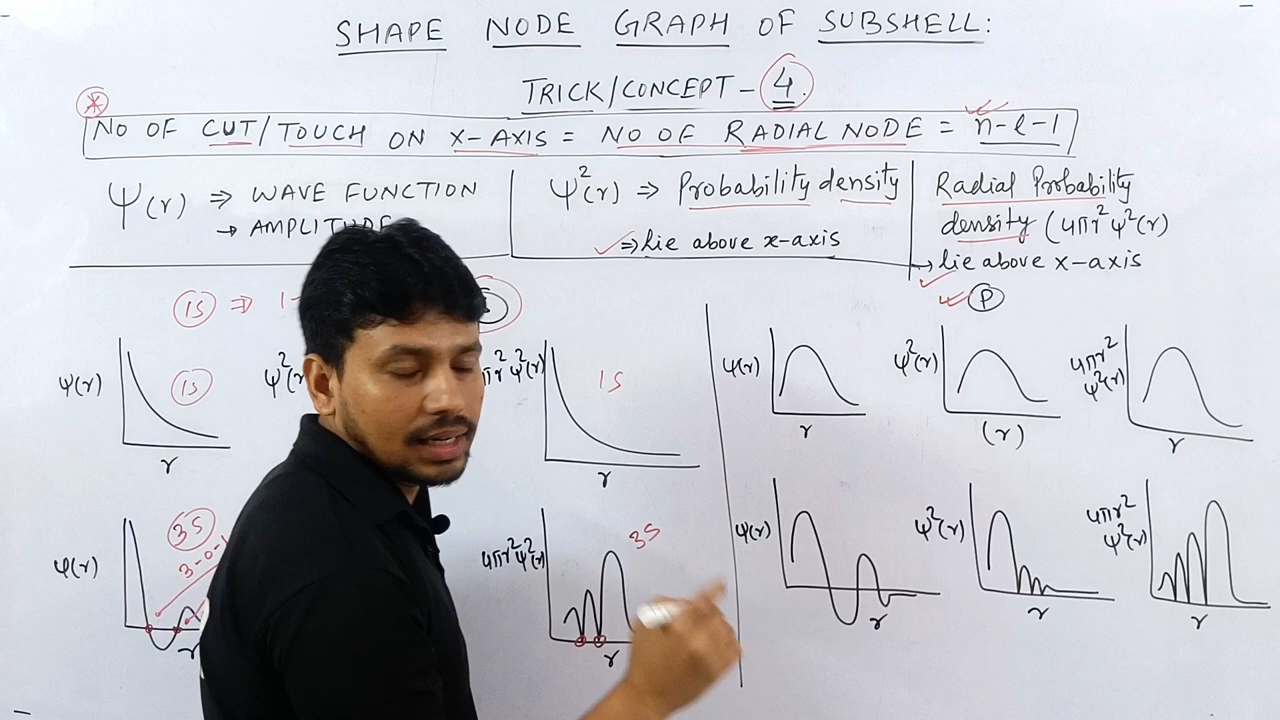 SHAPE NODE GRAPH OF SUBSHELL:
TRICK/CONCEPT - 4.
* NO OF CUT/TOUCH ON X-AXIS = NO OF RADIAL NODE = n-l-1
Ψ(r) ⇒ WAVE FUNCTION
→ AMPLITUDE
Ψ²(r) ⇒ Probability density
⇒ lie above x-axis
Radial Probability
density (4πr²Ψ²(r)
→ lie above x-axis
1S ⇒ 1-
P
Ψ(r)
1S
r
Ψ²(r
πr²Ψ²(r)
1S
r
Ψ(r)
r
Ψ²(r)
(r)
4πr²
Ψ²(r)
r
Ψ(r)
3S
3-0-1
r
4πr²Ψ²(r)
3S
r
Ψ(r)
r
Ψ²(r)
r
4πr²
Ψ²(r)
r